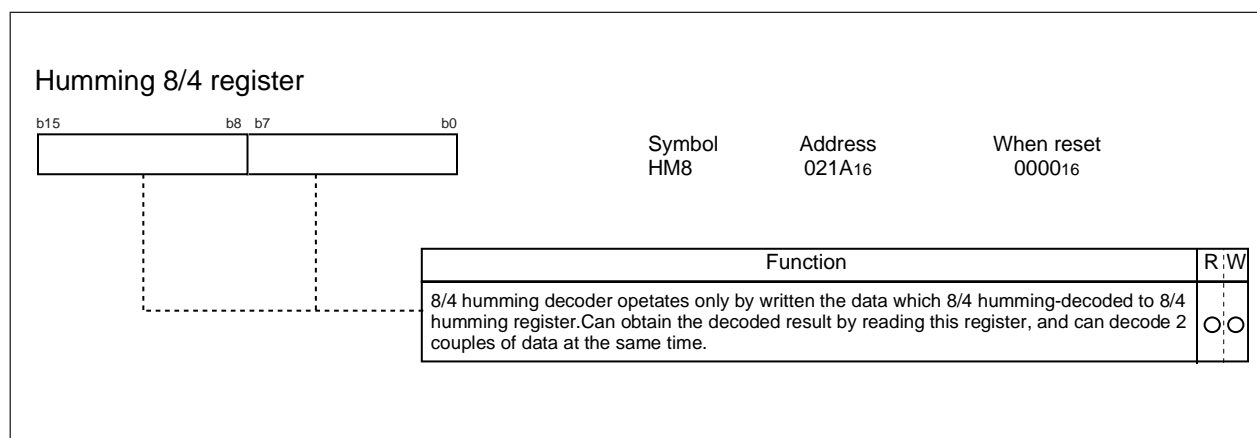 Humming 8/4 register
b15 b8 b7 b0
Symbol Address When reset
HM8 021A16 000016
Function R W
8/4 humming decoder opetates only by written the data which 8/4 humming-decoded to 8/4
humming register.Can obtain the decoded result by reading this register, and can decode 2
couples of data at the same time.